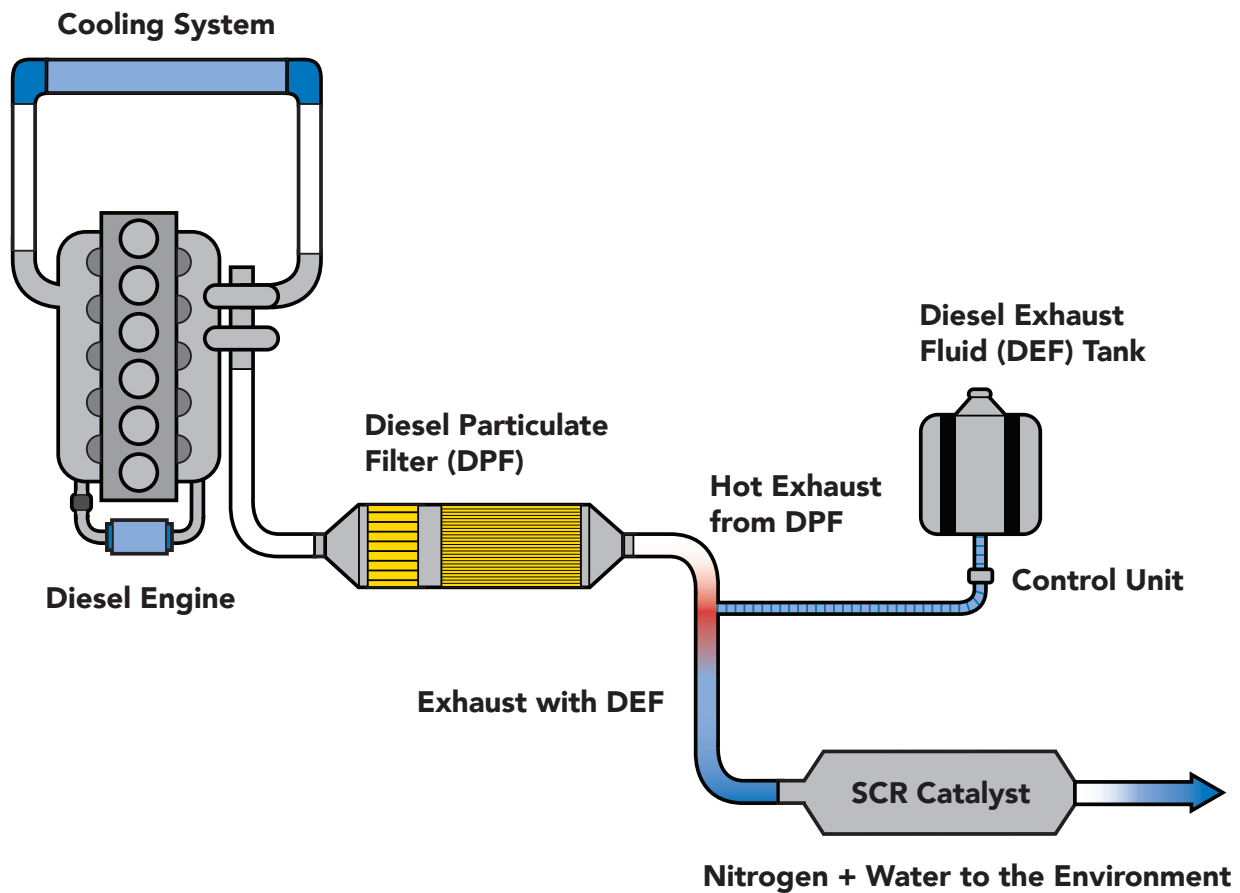 Cooling System
Diesel Exhaust
Fluid (DEF) Tank
Diesel Particulate
Filter (DPF)
Hot Exhaust
from DPF
Control Unit
Diesel Engine
Exhaust with DEF
SCR Catalyst
Nitrogen + Water to the Environment